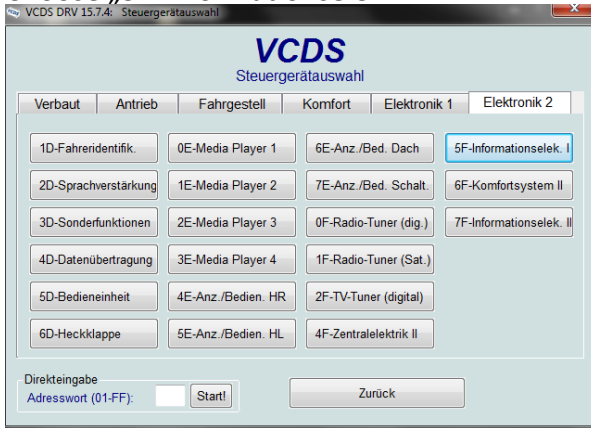 VCDS DRV 15.7.4: Steuergerätauswahl
VCDS
Steuergerätauswahl
Verbaut Antrieb Fahrgestell Komfort Elektronik 1 Elektronik 2
1D-Fahreridentifik. 0E-Media Player 1 6E-Anz./Bed. Dach 5F-Informationselek. I
2D-Sprachverstärkung 1E-Media Player 2 7E-Anz./Bed. Schalt. 6F-Komfortsystem II
3D-Sonderfunktionen 2E-Media Player 3 0F-Radio-Tuner (dig.) 7F-Informationselek. II
4D-Datenübertragung 3E-Media Player 4 1F-Radio-Tuner (Sat.)
5D-Bedieneinheit 4E-Anz./Bedien. HR 2F-TV-Tuner (digital)
6D-Heckklappe 5E-Anz./Bedien. HL 4F-Zentralelektrik II
Direkteingabe
Adresswort (01-FF): Start! Zurück